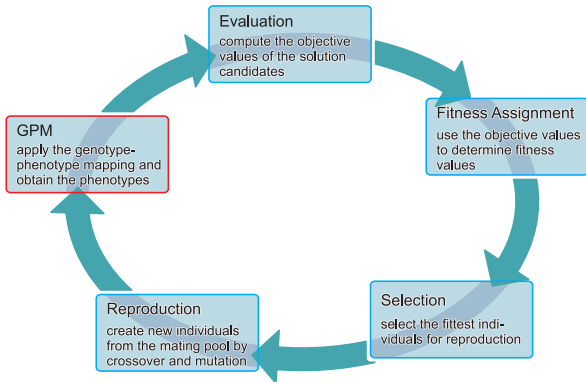 Evaluation
compute the objective
values of the solution
candidates
Fitness Assignment
use the objective values
to determine fitness
values
Selection
select the fittest indi-
viduals for reproduction
Reproduction
create new individuals
from the mating pool by
crossover and mutation
GPM
apply the genotype-
phenotype mapping and
obtain the phenotypes